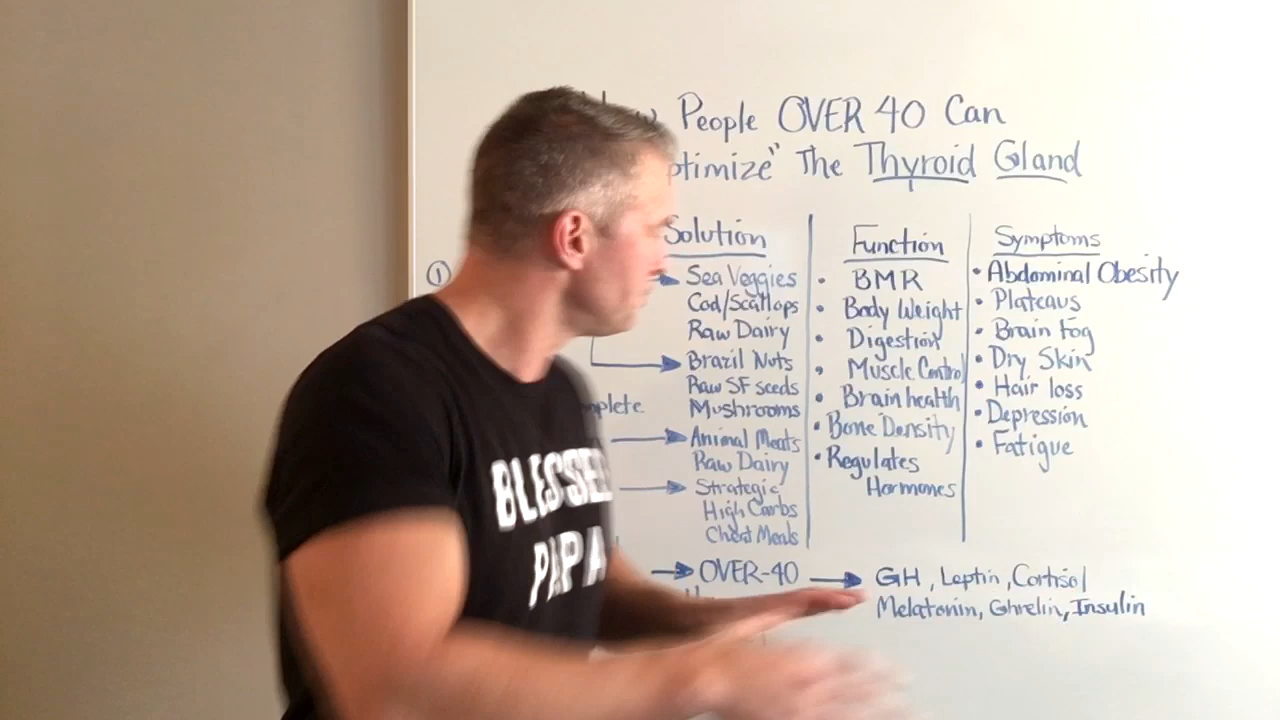 People OVER 40 Can
ptimize" The Thyroid Gland
Solution
Function
Symptoms
①
Sea Veggies
Cod/Scallops
Raw Dairy
Brazil Nuts
Raw SF seeds
Mushrooms
mplete
Animal Meats
Raw Dairy
Strategic
High Carbs
Cheat Meals
• BMR
• Body Weight
• Digestion
• Muscle Control
• Brain health
• Bone Density
• Regulates
Hormones
• Abdominal Obesity
• Plateaus
• Brain Fog
• Dry Skin
• Hair loss
• Depression
• Fatigue
OVER-40
GH, Leptin, Cortisol
Melatonin, Ghrelin, Insulin
BLESSED
PAPA